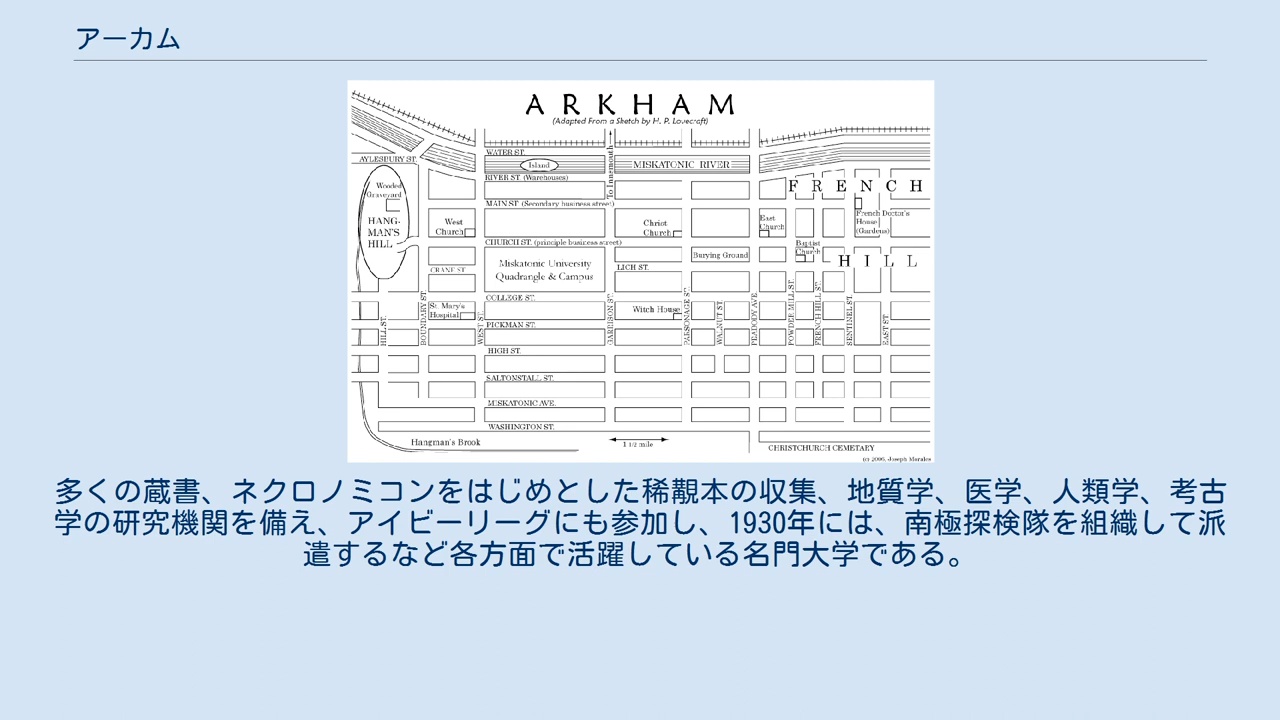 アーカム
ARKHAM
(Adapted From a Sketch by H. P. Lovecraft)
WATER ST.
AYLESBURY ST.
Island
To Innsmouth
MISKATONIC RIVER
RIVER ST. (Warehouses)
Wooded
Graveyard
FRENCH
MAIN ST. (Secondary business street)
HANG-
MAN'S
HILL
West
Church
Christ
Church
East
Church
French Doctor's
House
(Gardens)
CHURCH ST. (principle business street)
Baptist
Church
Burying Ground
HILL
Miskatonic University
Quadrangle & Campus
CRANE ST.
LICH ST.
COLLEGE ST.
St. Mary's
Hospital
Witch House
HILL ST.
BOUNDARY ST.
WEST ST.
GARRISON ST.
PARSONAGE ST.
WALNUT ST.
PEABODY AVE.
POWDER MILL ST.
FRENCH HILL ST.
SENTINEL ST.
EAST ST.
PICKMAN ST.
HIGH ST.
SALTONSTALL ST.
MISKATONIC AVE.
WASHINGTON ST.
Hangman's Brook
1 1/2 mile
CHRISTCHURCH CEMETARY
(c) 2005, Joseph Morales
多くの蔵書、ネクロノミコンをはじめとした稀覯本の収集、地質学、医学、人類学、考古
学の研究機関を備え、アイビーリーグにも参加し、1930年には、南極探検隊を組織して派
遣するなど各方面で活躍している名門大学である。